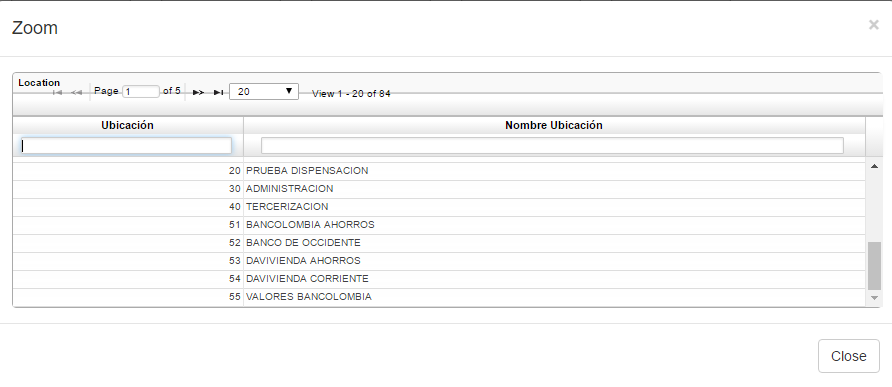 Zoom
×
Location
Page 1 of 5 20 View 1 - 20 of 84
Ubicación Nombre Ubicación
20 PRUEBA DISPENSACION
30 ADMINISTRACION
40 TERCERIZACION
51 BANCOLOMBIA AHORROS
52 BANCO DE OCCIDENTE
53 DAVIVIENDA AHORROS
54 DAVIVIENDA CORRIENTE
55 VALORES BANCOLOMBIA
Close